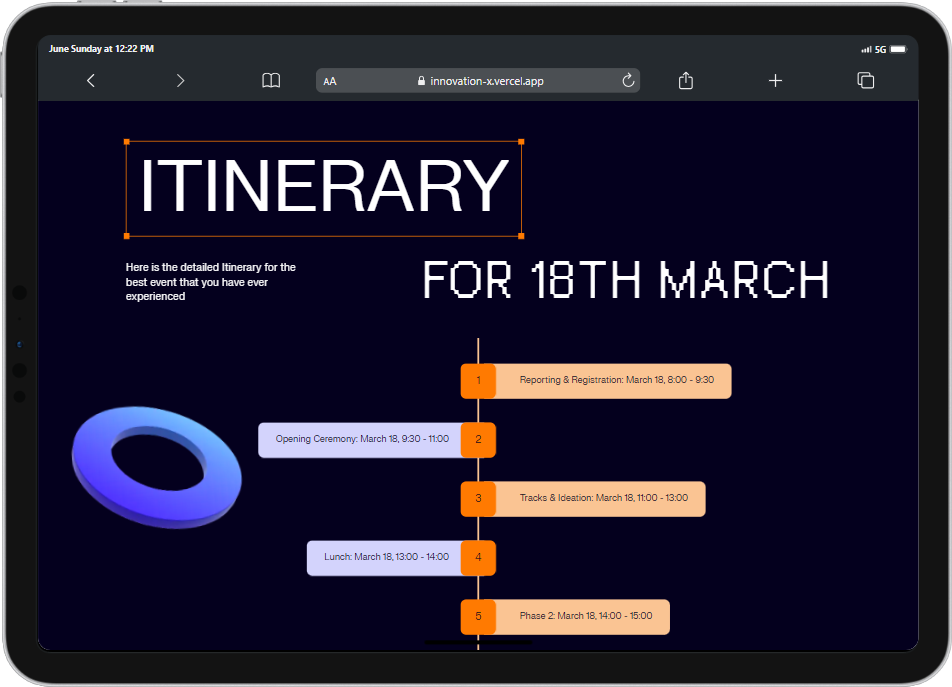 June Sunday at 12:22 PM
5G
AA
innovation-x.vercel.app
ITINERARY
Here is the detailed Itinerary for the
best event that you have ever
experienced
FOR 18TH MARCH
1
Reporting & Registration: March 18, 8:00 - 9:30
Opening Ceremony: March 18, 9:30 - 11:00
2
3
Tracks & Ideation: March 18, 11:00 - 13:00
Lunch: March 18, 13:00 - 14:00
4
5
Phase 2: March 18, 14:00 - 15:00